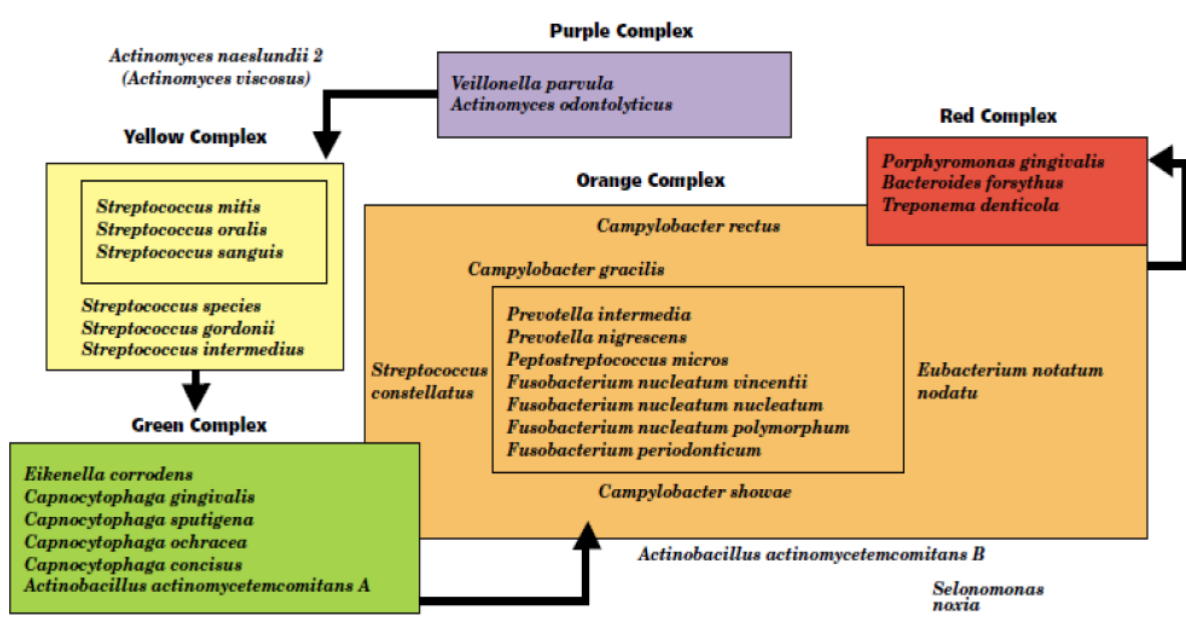 Purple Complex
Actinomyces naeslundii 2
(Actinomyces viscosus)
Veillonella parvula
Actinomyces odontolyticus
Yellow Complex
Streptococcus mitis
Streptococcus oralis
Streptococcus sanguis
Streptococcus species
Streptococcus gordonii
Streptococcus intermedius
Green Complex
Eikenella corrodens
Capnocytophaga gingivalis
Capnocytophaga sputigena
Capnocytophaga ochracea
Capnocytophaga concisus
Actinobacillus actinomycetemcomitans A
Orange Complex
Campylobacter rectus
Campylobacter gracilis
Prevotella intermedia
Prevotella nigrescens
Peptostreptococcus micros
Fusobacterium nucleatum vincentii
Fusobacterium nucleatum nucleatum
Fusobacterium nucleatum polymorphum
Fusobacterium periodonticum
Streptococcus
constellatus
Eubacterium notatum
nodatu
Campylobacter showae
Red Complex
Porphyromonas gingivalis
Bacteroides forsythus
Treponema denticola
Actinobacillus actinomycetemcomitans B
Selonomonas
noxia